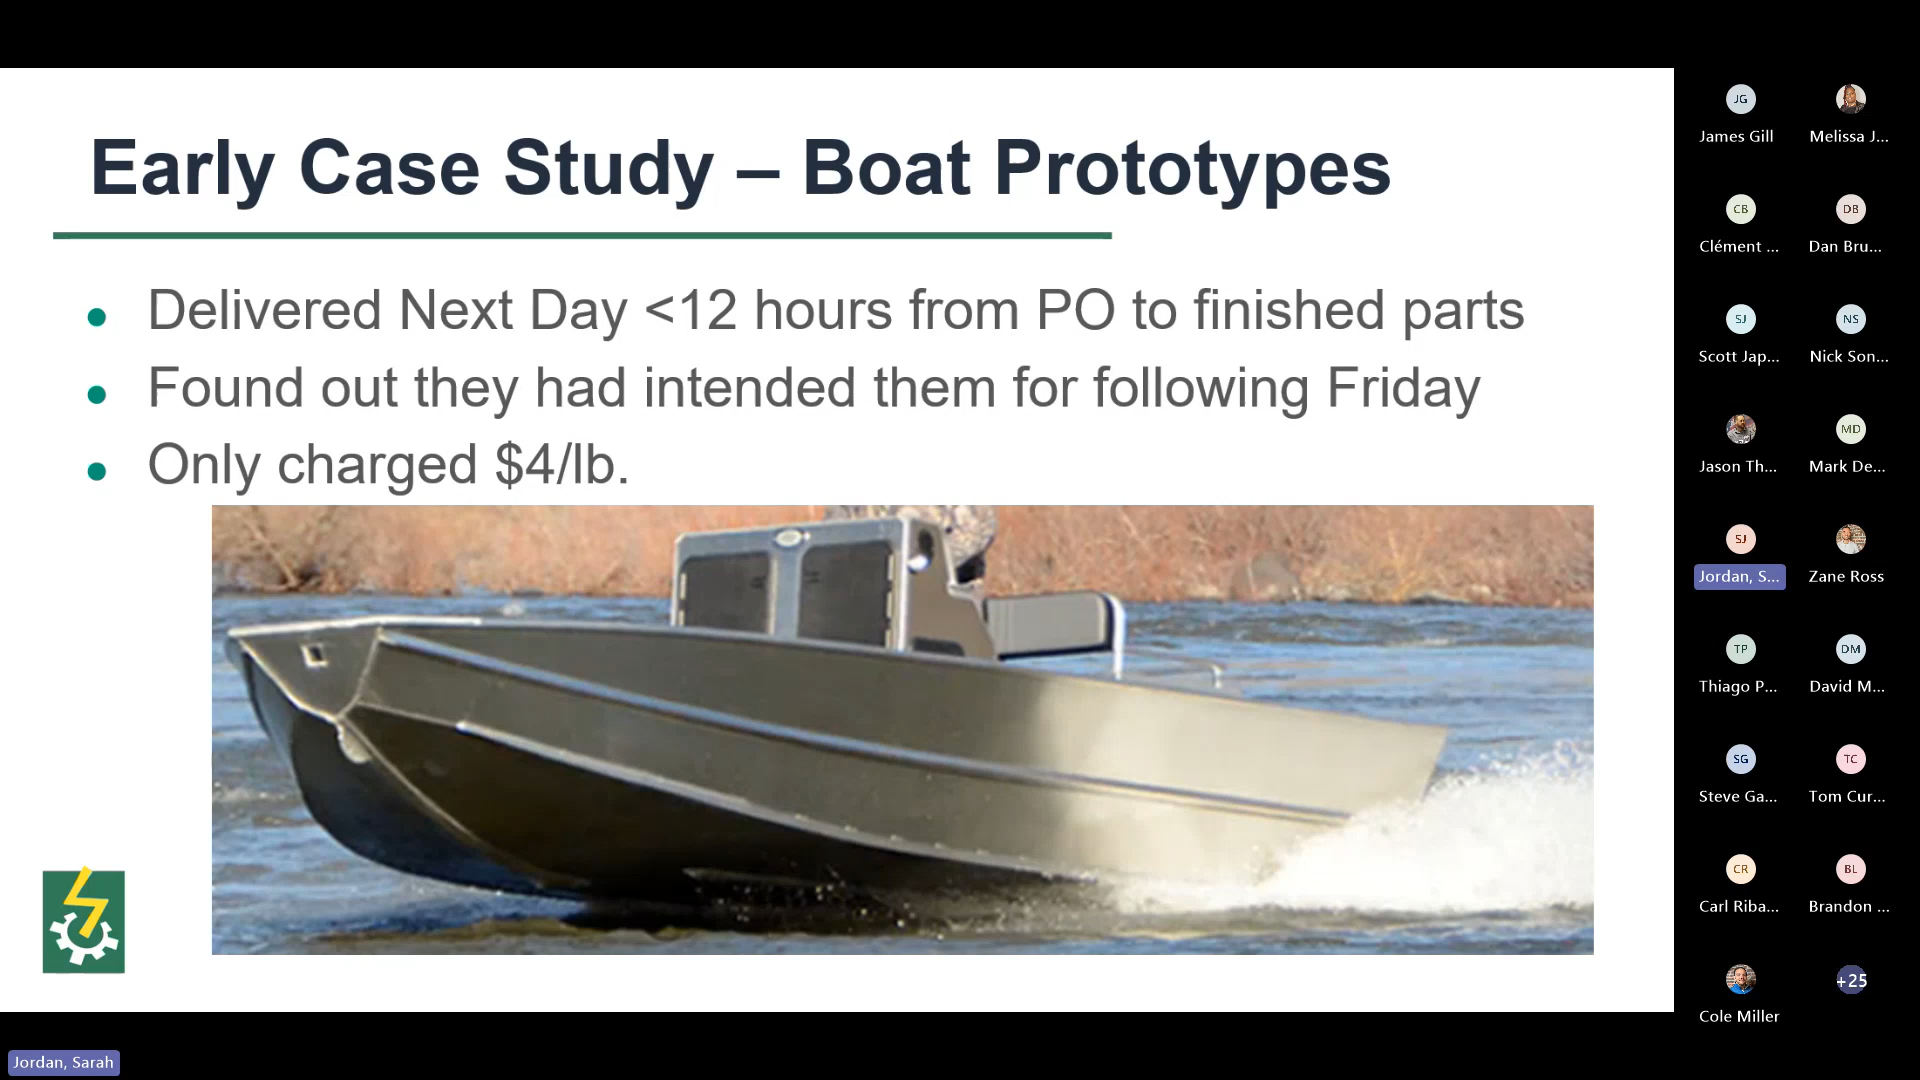 Early Case Study – Boat Prototypes
Delivered Next Day <12 hours from PO to finished parts
Found out they had intended them for following Friday
Only charged $4/lb.
JG
James Gill
Melissa J...
CB
Clément ...
DB
Dan Bru...
SJ
Scott Jap...
NS
Nick Son...
Jason Th...
MD
Mark De...
SJ
Jordan, S...
Zane Ross
TP
Thiago P...
DM
David M...
SG
Steve Ga...
TC
Tom Cur...
CR
Carl Riba...
BL
Brandon ...
Cole Miller
+25
Jordan, Sarah